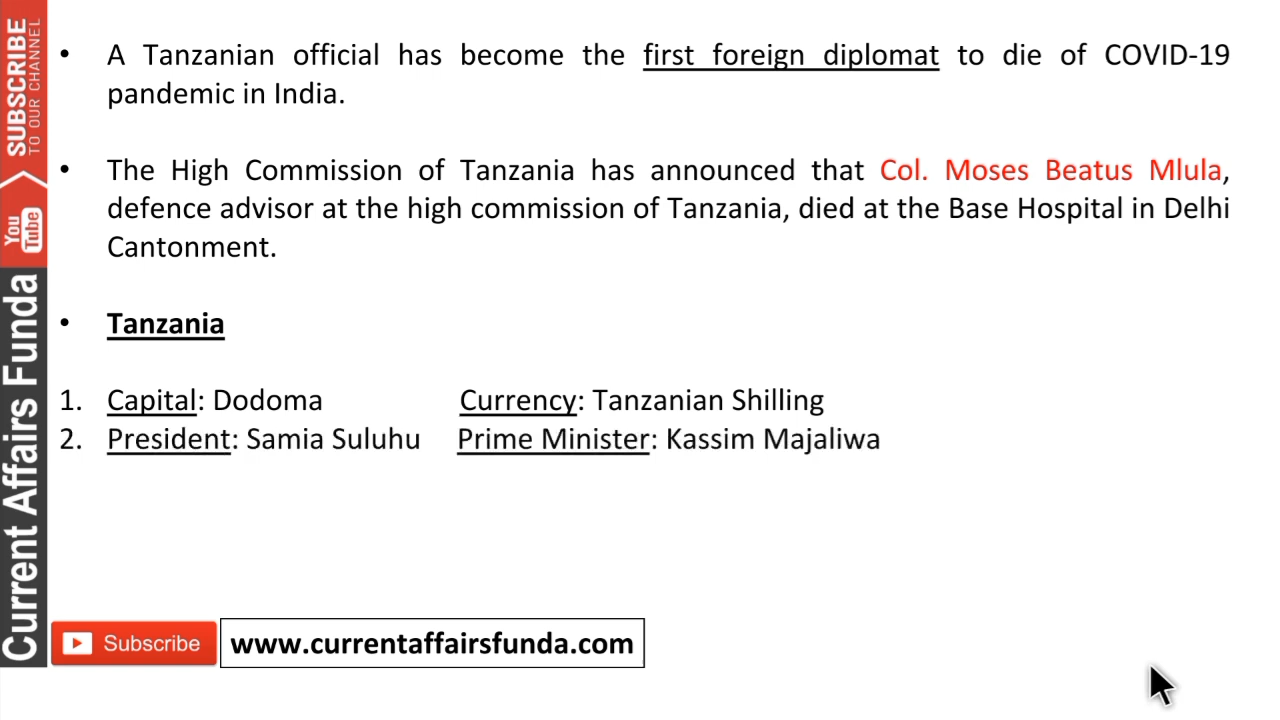 • A Tanzanian official has become the first foreign diplomat to die of COVID-19
pandemic in India.
• The High Commission of Tanzania has announced that Col. Moses Beatus Mlula,
defence advisor at the high commission of Tanzania, died at the Base Hospital in Delhi
Cantonment.
• Tanzania
1. Capital: Dodoma Currency: Tanzanian Shilling
2. President: Samia Suluhu Prime Minister: Kassim Majaliwa
SUBSCRIBE
TO OUR CHANNEL
You
Tube
Current Affairs Funda
Subscribe
www.currentaffairsfunda.com